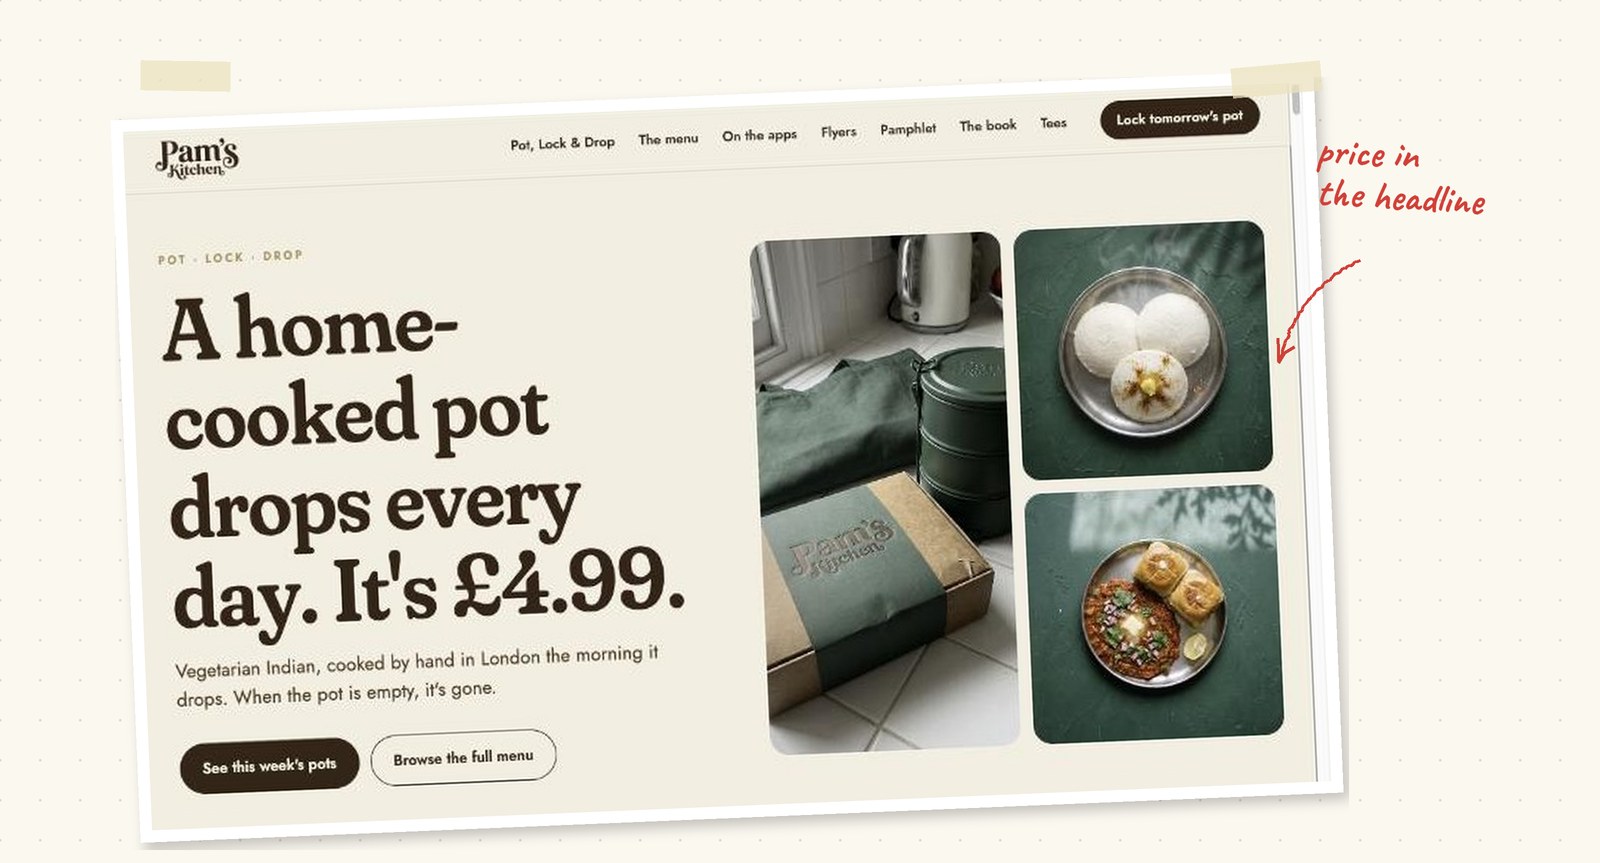 Pam's
Kitchen
Pot, Lock & Drop
The menu
On the apps
Flyers
Pamphlet
The book
Tees
Lock tomorrow's pot
price in
the headline
POT · LOCK · DROP
A home-
cooked pot
drops every
day. It's £4.99.
Vegetarian Indian, cooked by hand in London the morning it
drops. When the pot is empty, it's gone.
See this week's pots
Browse the full menu
Pam's
Kitchen